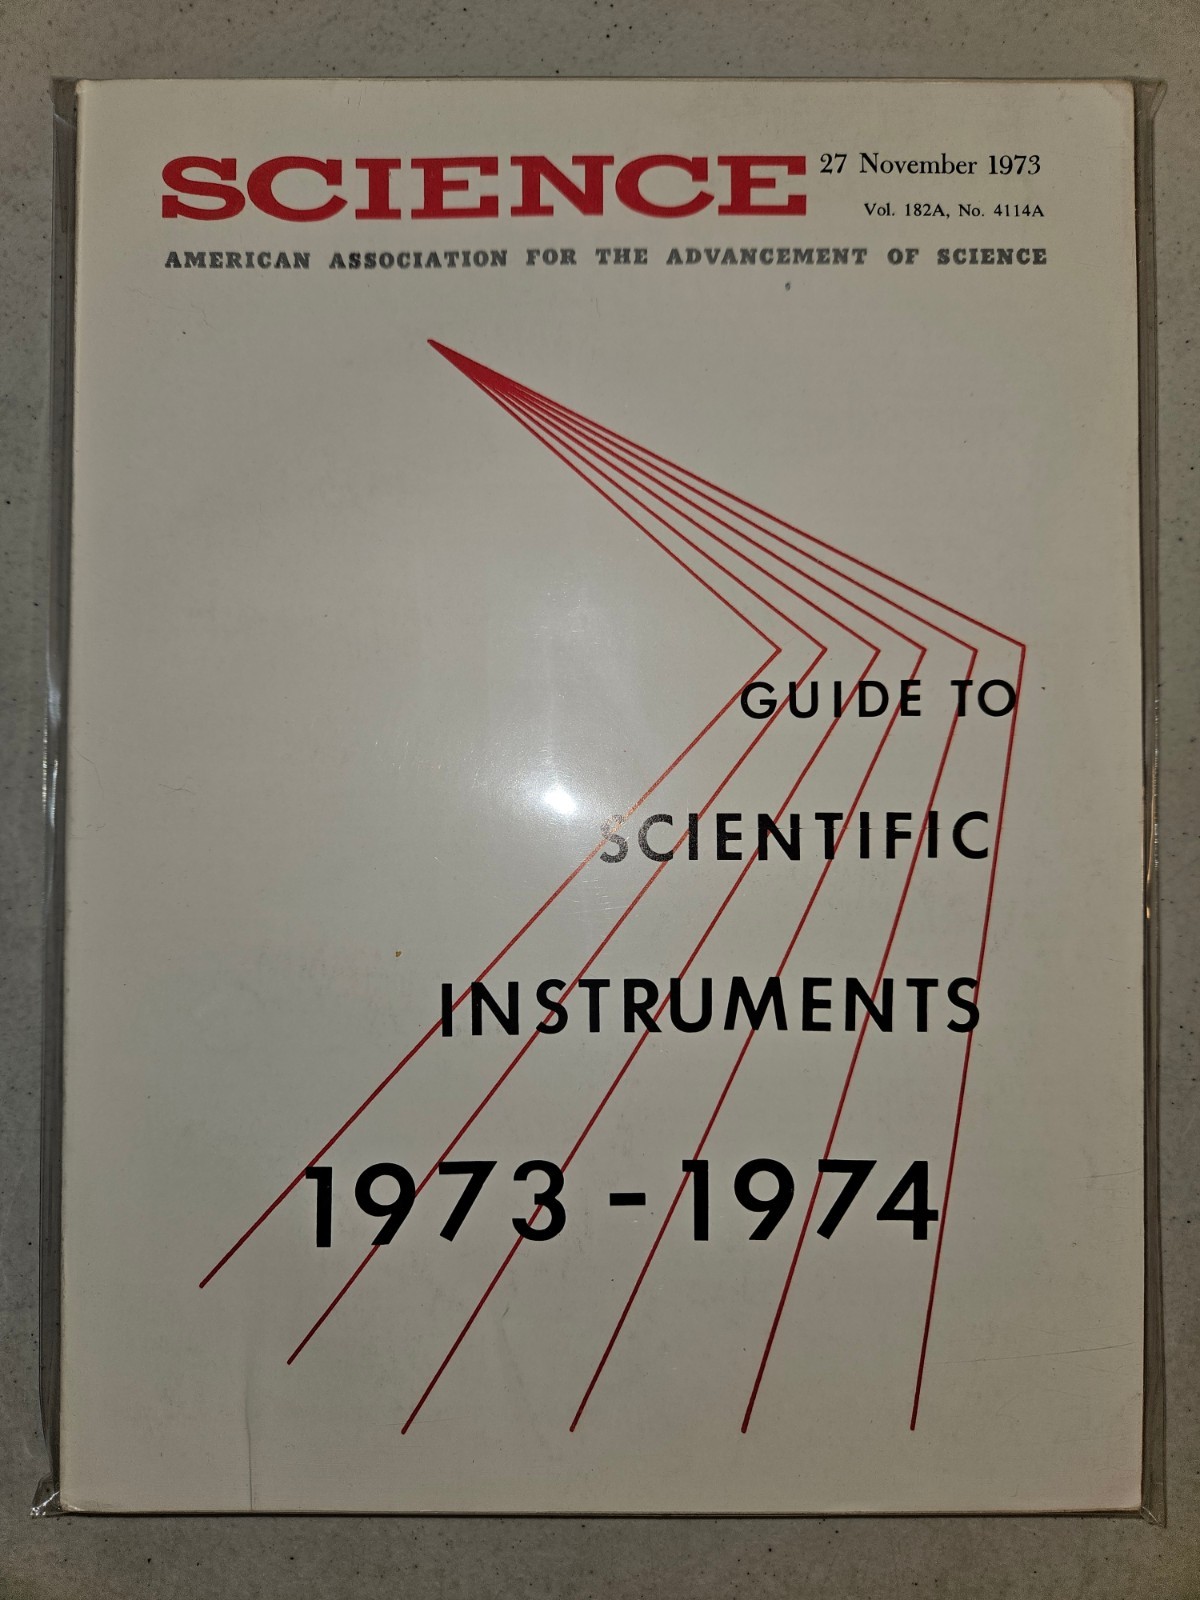 SCIENCE
27 November 1973
Vol. 182A, No. 4114A
AMERICAN ASSOCIATION FOR THE ADVANCEMENT OF SCIENCE
GUIDE TO
SCIENTIFIC
INSTRUMENTS
1973-1974